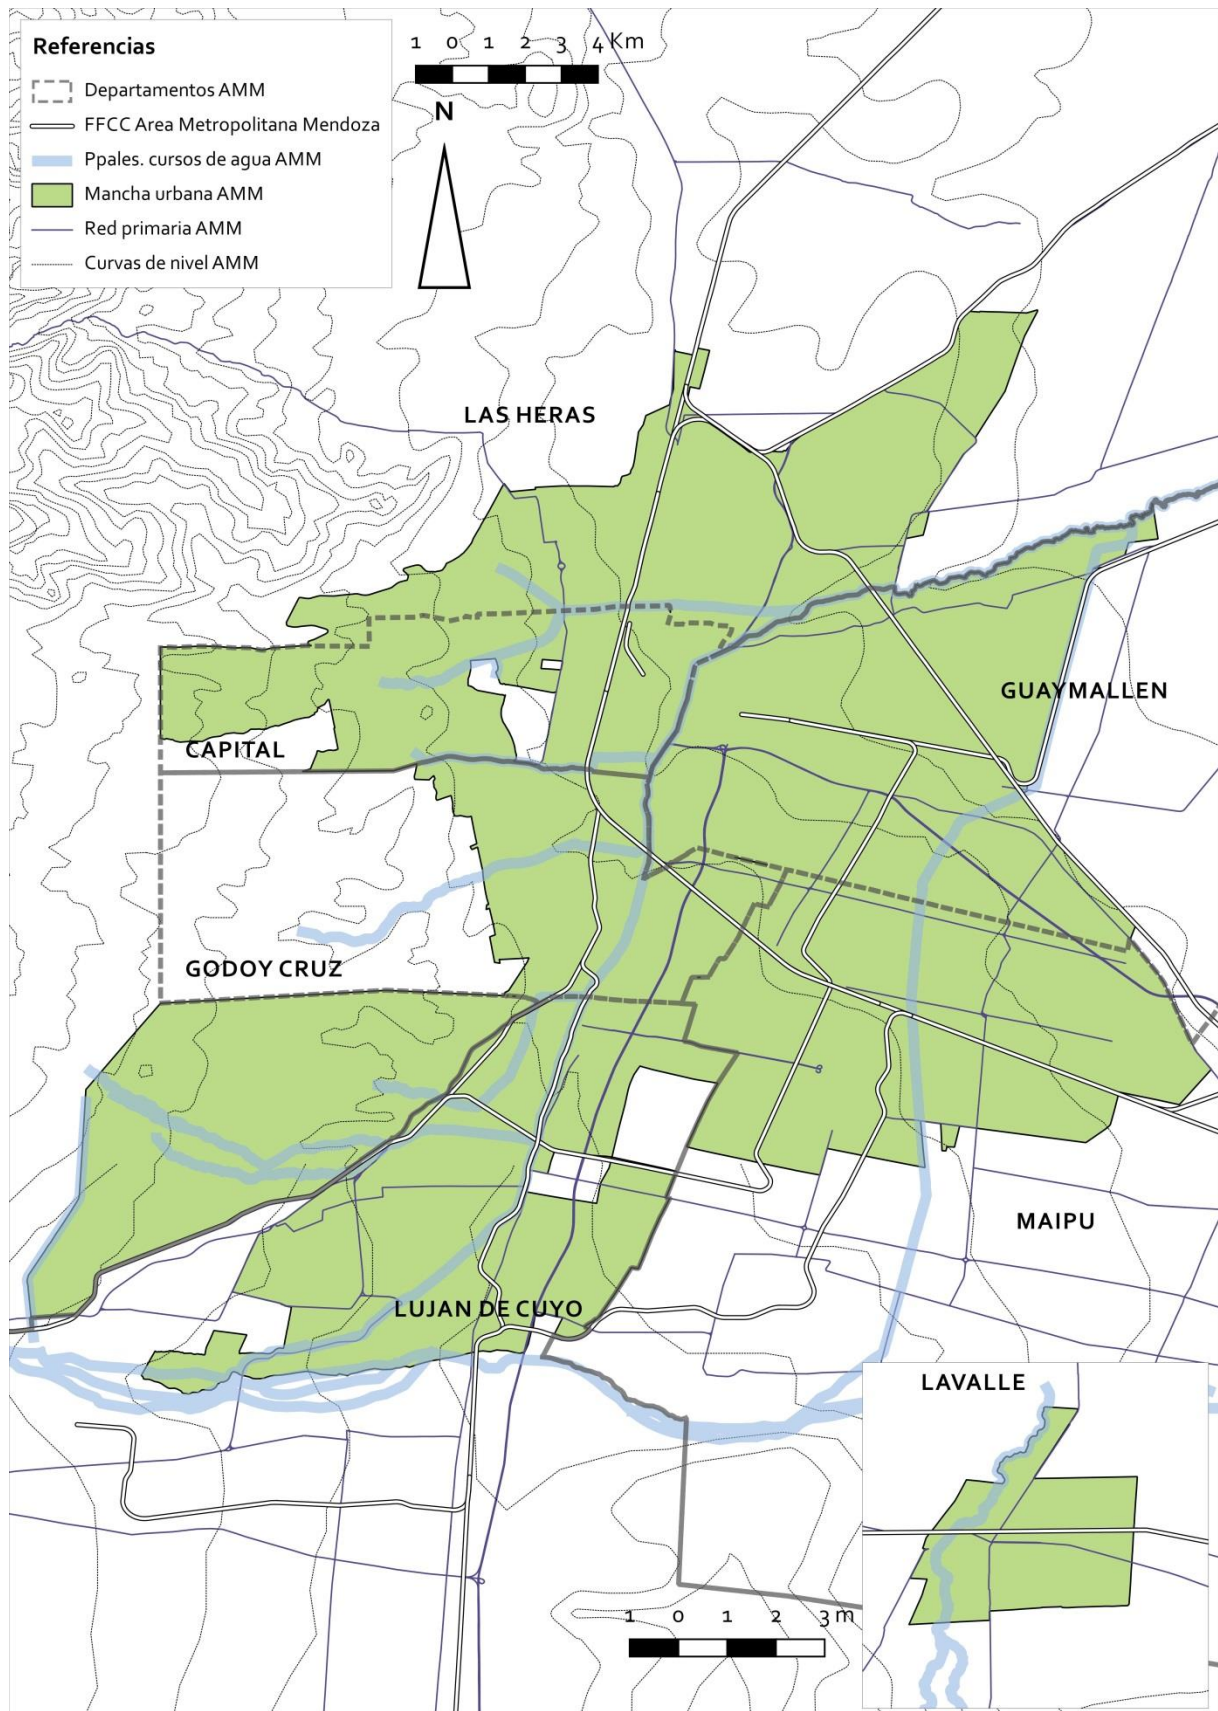 Referencias
Departamentos AMM
FFCC Area Metropolitana Mendoza
Ppales. cursos de agua AMM
Mancha urbana AMM
Red primaria AMM
Curvas de nivel AMM
1 0 1 2 3 4 Km
N
LAS HERAS
GUAYMALLEN
CAPITAL
GODOY CRUZ
MAIPU
LUJAN DE CUYO
LAVALLE
1 0 1 2 3 m